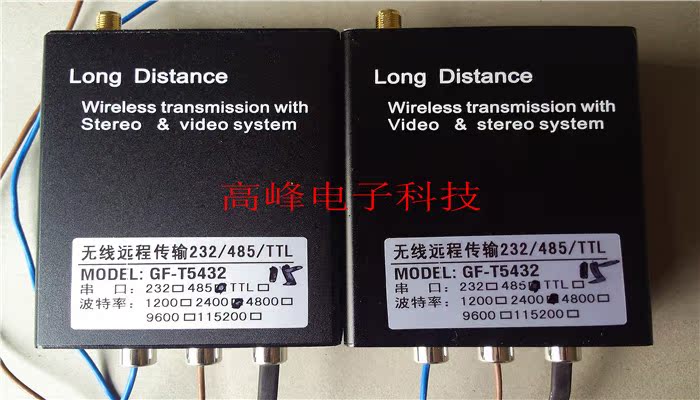 Long Distance
Wireless transmission with
Stereo & video system
无线远程传输232/485/TTL
MODEL: GF-T5432 15
串 口: 232□ 485■ TTL□
波特率: 1200□ 2400■ 4800□
9600□ 115200□
Long Distance
Wireless transmission with
Video & stereo system
无线远程传输232/485/TTL
MODEL: GF-T5432 15
串 口: 232□ 485■ TTL□
波特率: 1200□ 2400■ 4800□
9600□ 115200□
高峰电子科技